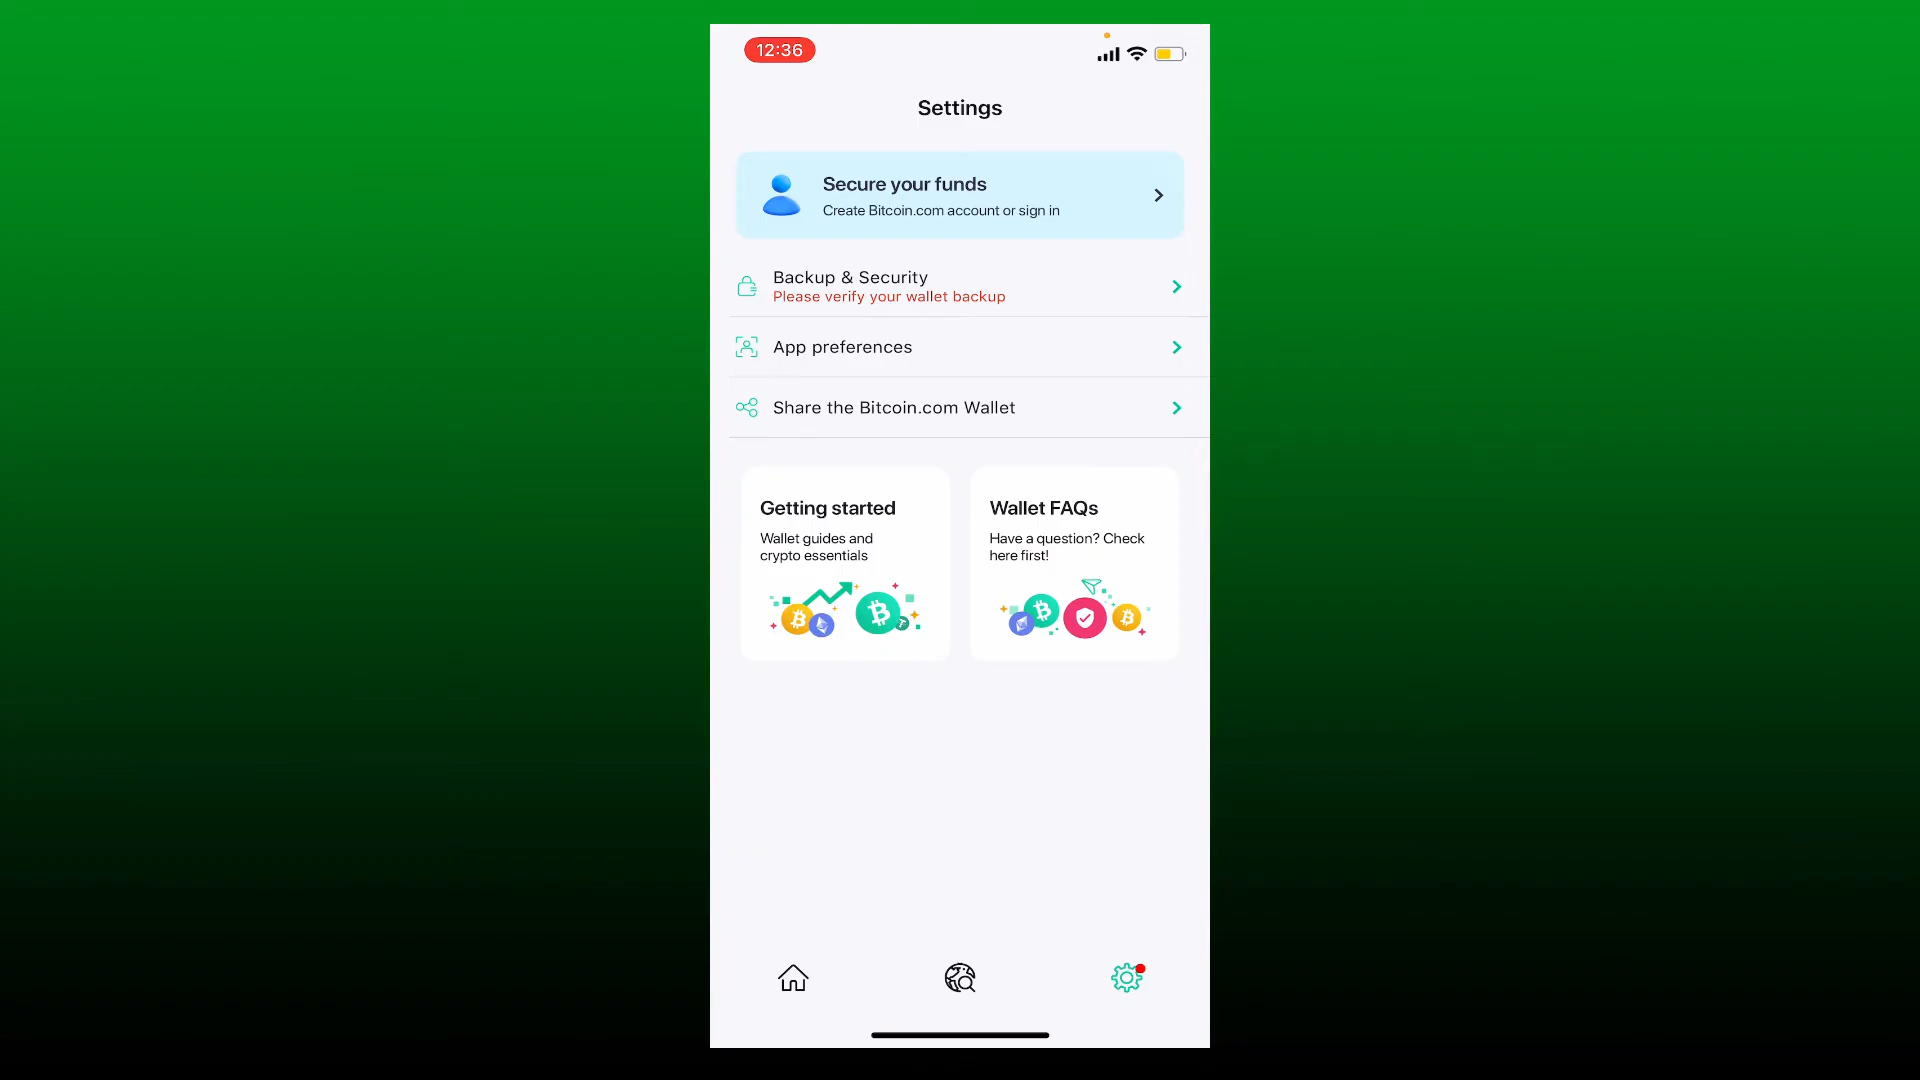 12:36
Settings
Secure your funds
Create Bitcoin.com account or sign in
Backup & Security
Please verify your wallet backup
App preferences
Share the Bitcoin.com Wallet
Getting started
Wallet guides and
crypto essentials
Wallet FAQs
Have a question? Check
here first!